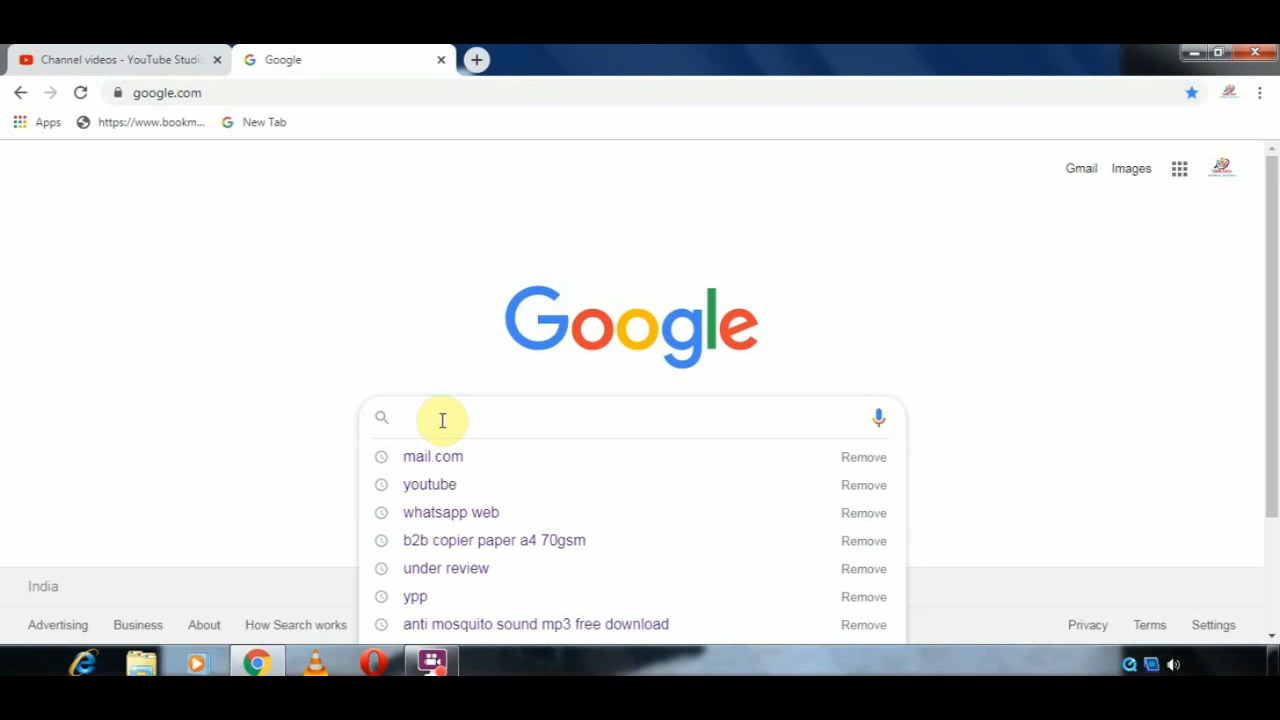 Channel videos - YouTube Studi
Google
google.com
Apps
https://www.bookm...
New Tab
Gmail
Images
Google
mail.com
Remove
youtube
Remove
whatsapp web
Remove
b2b copier paper a4 70gsm
Remove
under review
Remove
ypp
Remove
anti mosquito sound mp3 free download
Remove
India
Advertising
Business
About
How Search works
Privacy
Terms
Settings